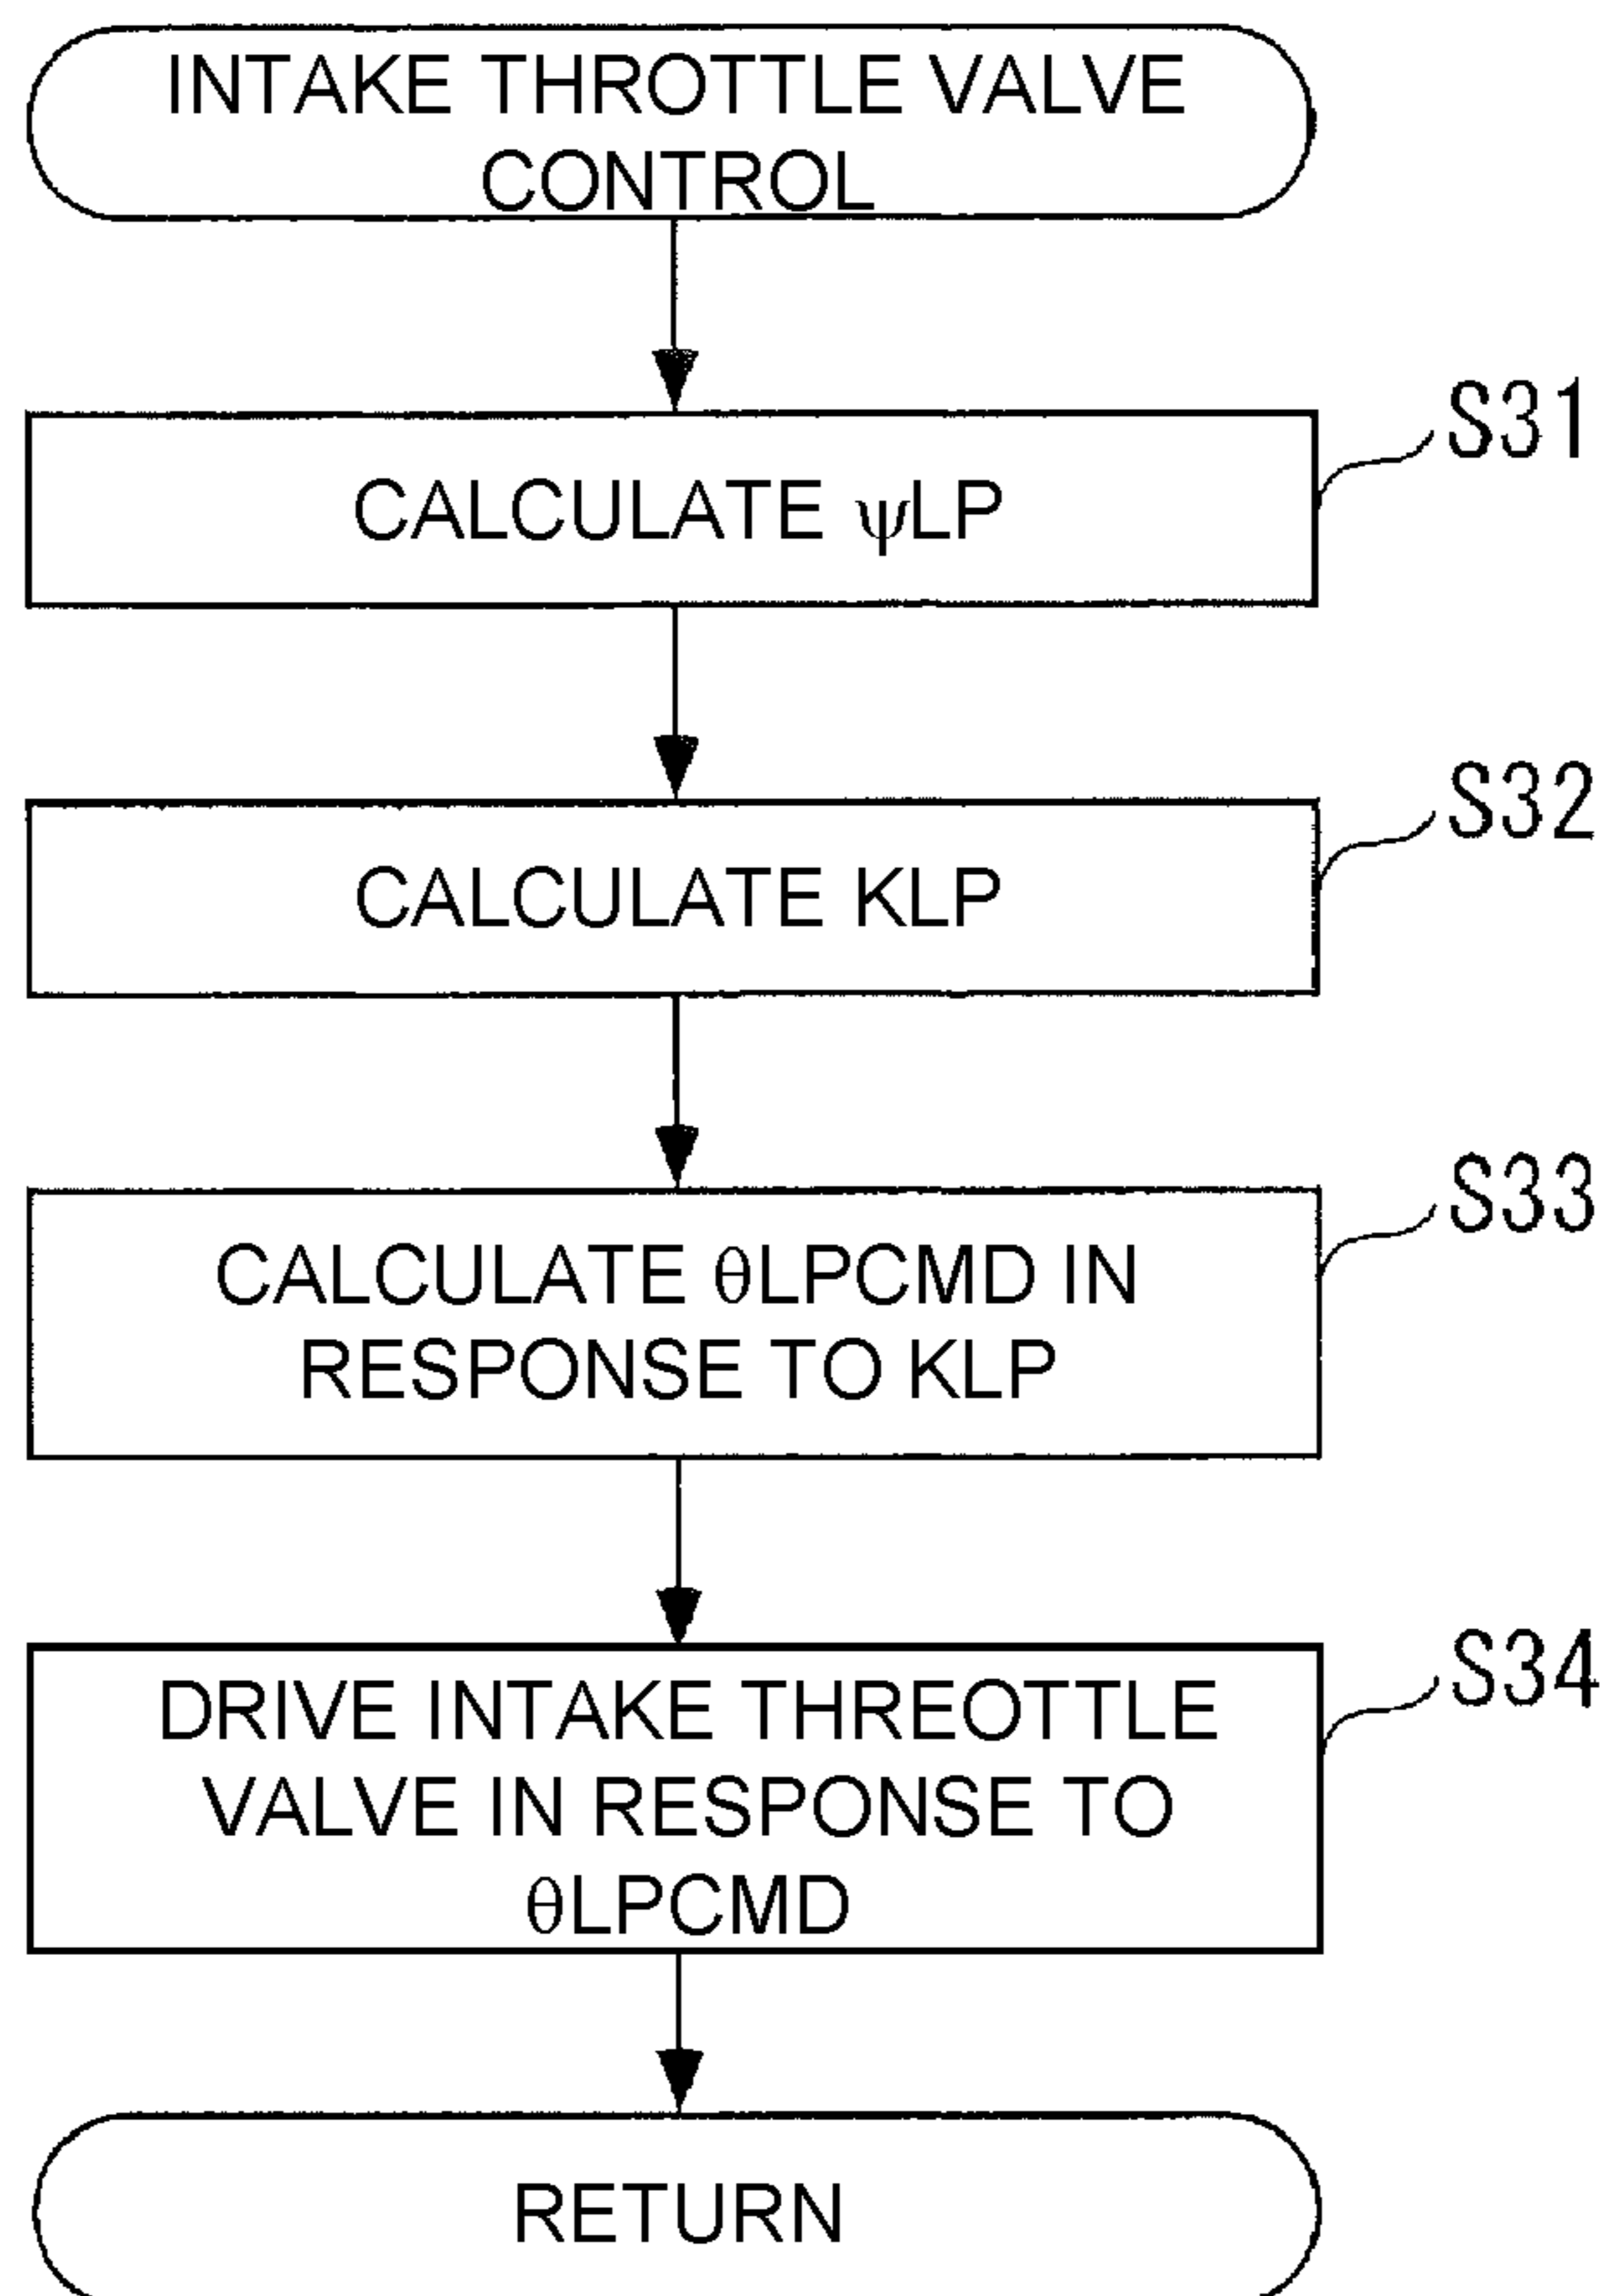 INTAKE THROTTLE VALVE
CONTROL
S31
CALCULATE ψLP
S32
CALCULATE KLP
S33
CALCULATE θLPCMD IN
RESPONSE TO KLP
S34
DRIVE INTAKE THREOTTLE
VALVE IN RESPONSE TO
θLPCMD
RETURN